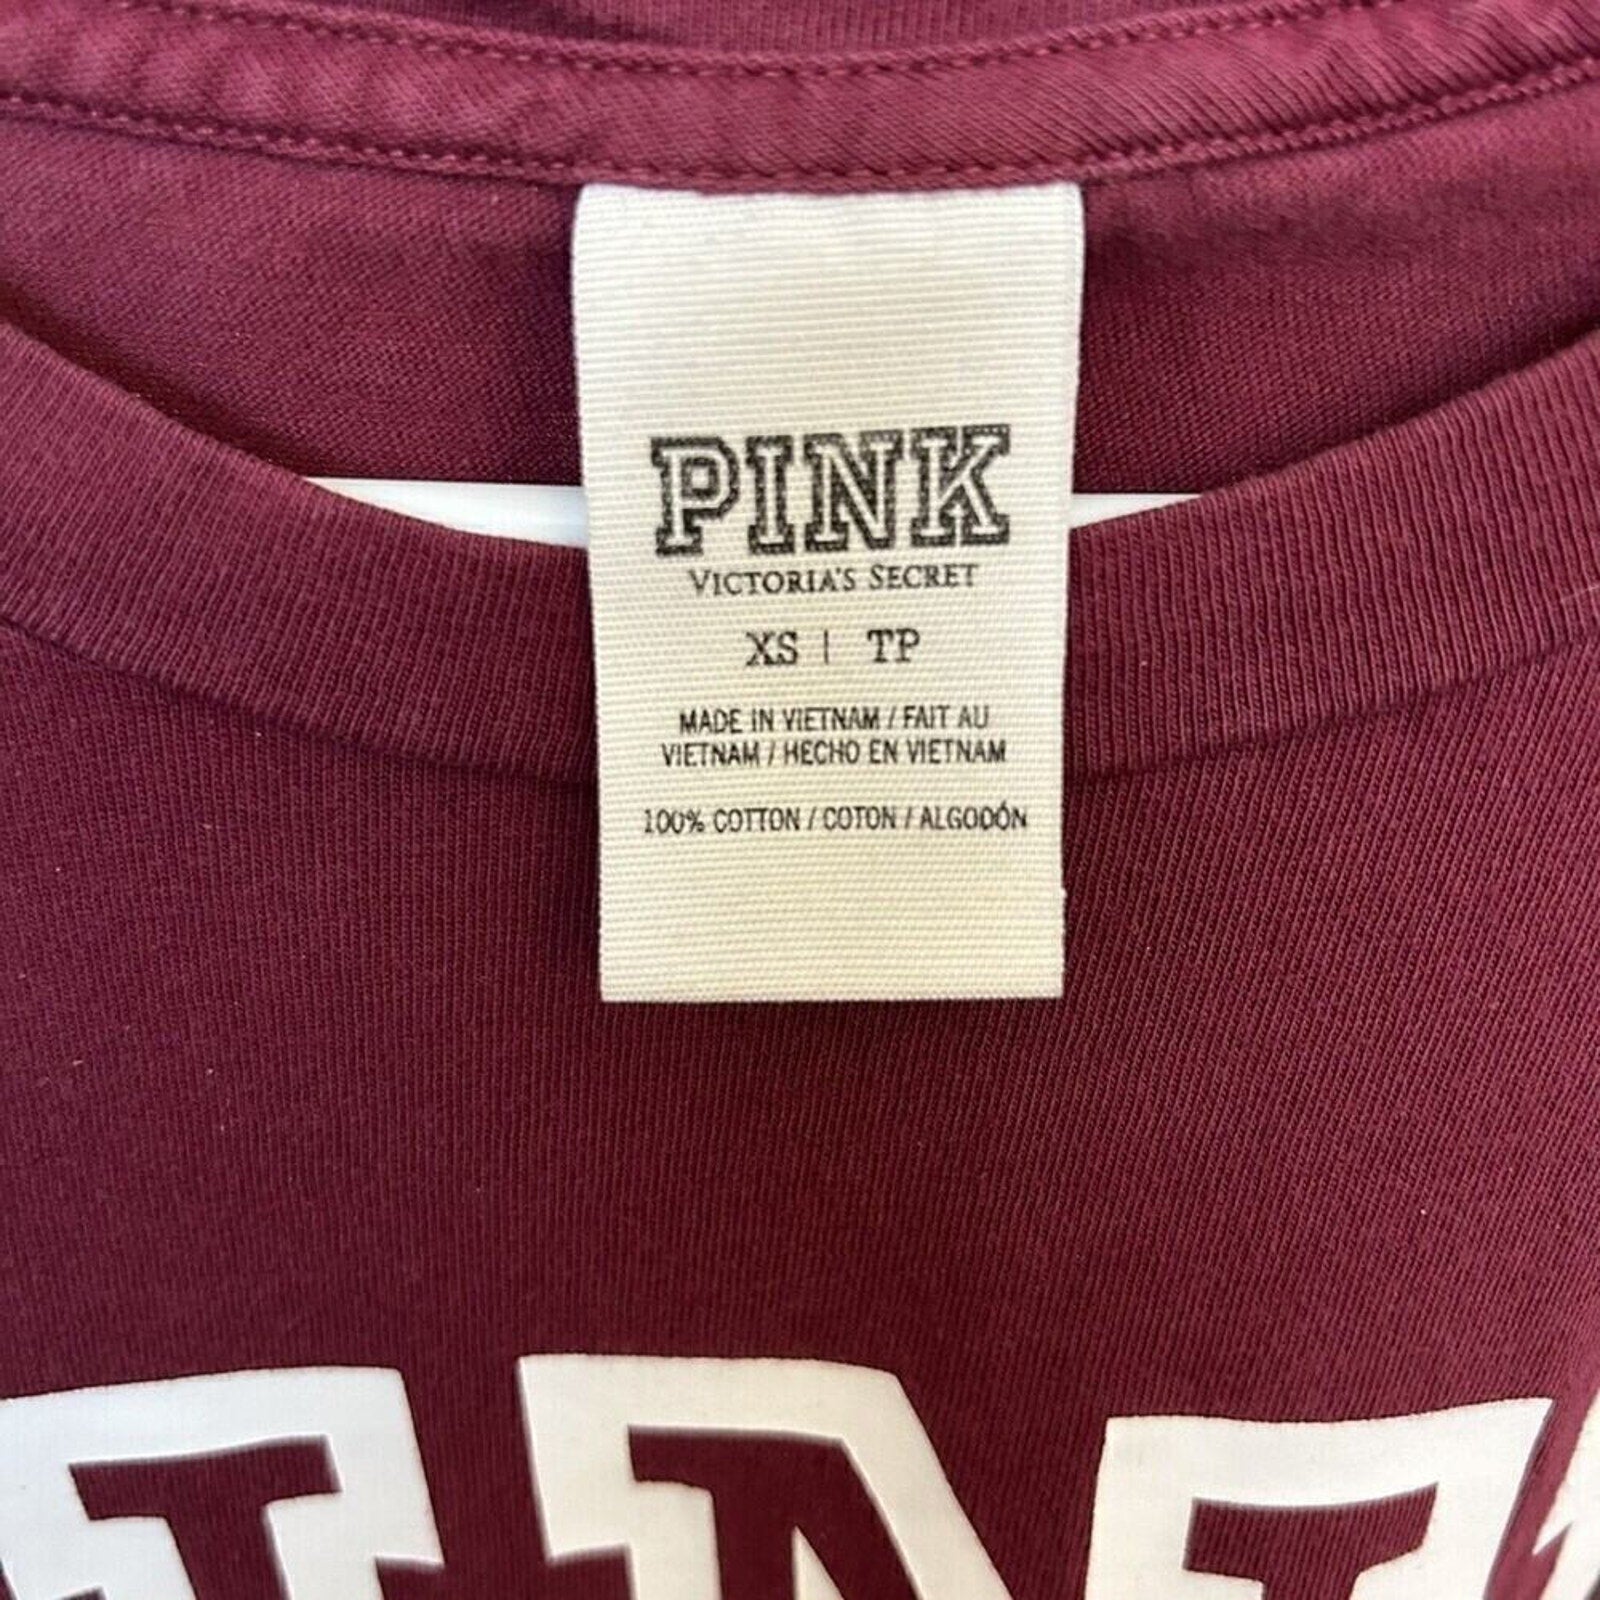 PINK
VICTORIA'S SECRET
XS | TP
MADE IN VIETNAM / FAIT AU
VIETNAM / HECHO EN VIETNAM
100% COTTON / COTON / ALGODÓN